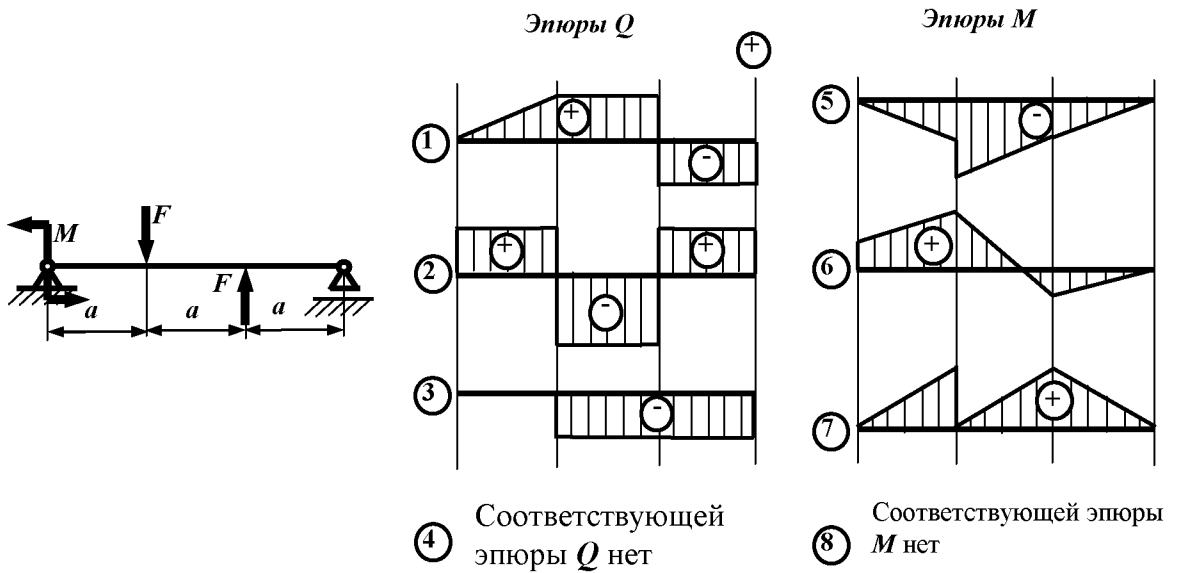 Эпюры Q
Эпюры M
+
M
F
F
a
a
a
1
+
-
2
+
-
+
3
-
4
Соответствующей
эпюры Q нет
5
-
6
+
7
+
8
Соответствующей эпюры
M нет